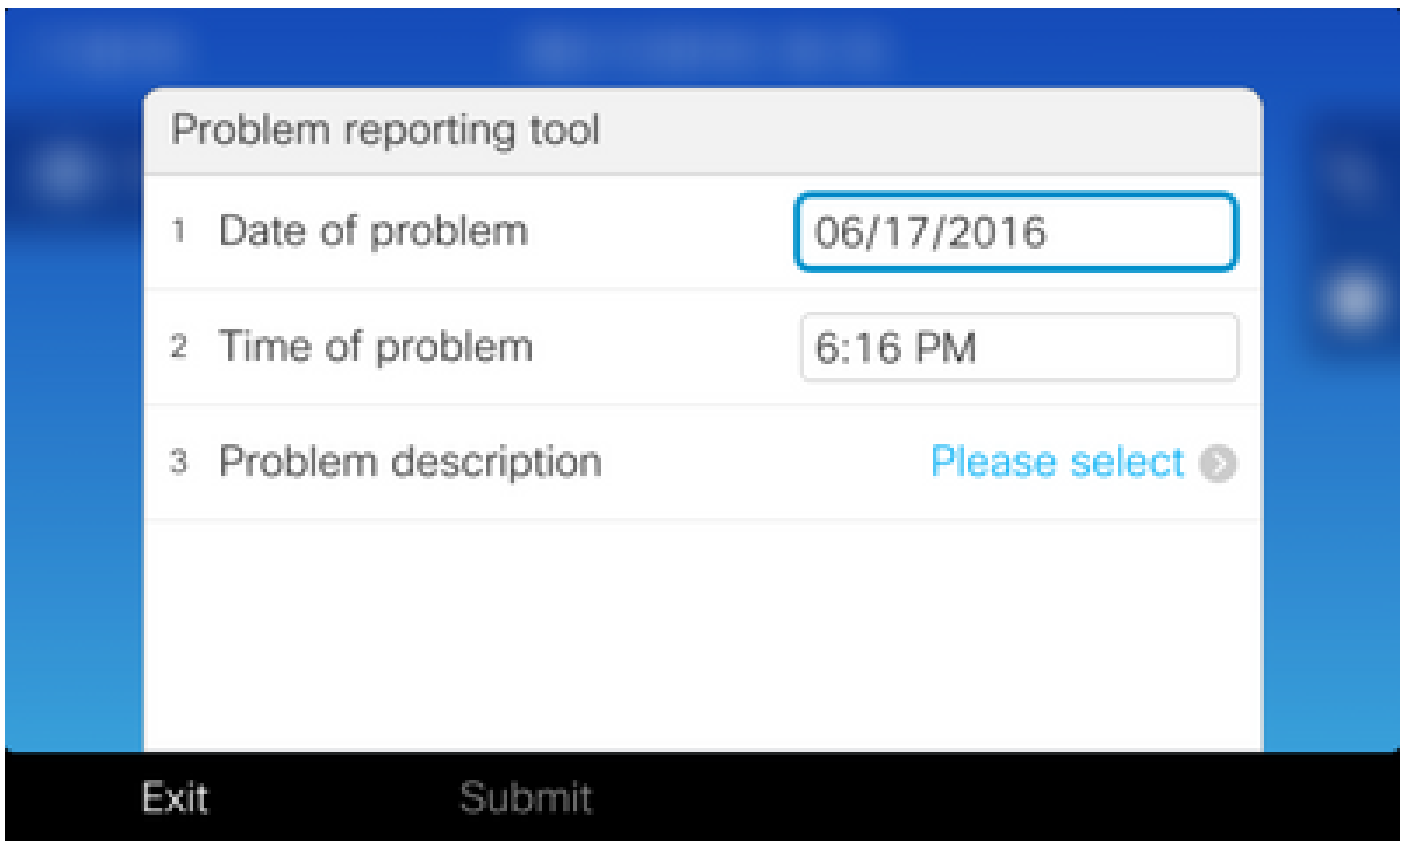 Problem reporting tool
1 Date of problem 06/17/2016
2 Time of problem 6:16 PM
3 Problem description Please select
Exit Submit